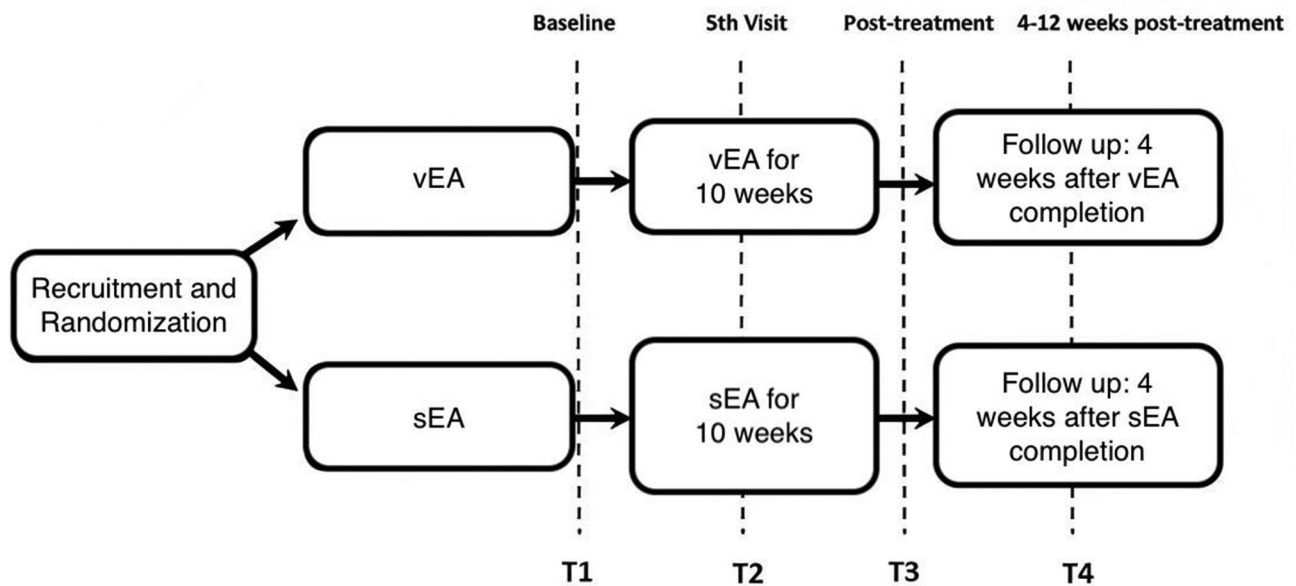 Baseline
5th Visit
Post-treatment
4-12 weeks post-treatment
vEA
vEA for
10 weeks
Follow up: 4
weeks after vEA
completion
Recruitment and
Randomization
sEA
sEA for
10 weeks
Follow up: 4
weeks after sEA
completion
T1
T2
T3
T4